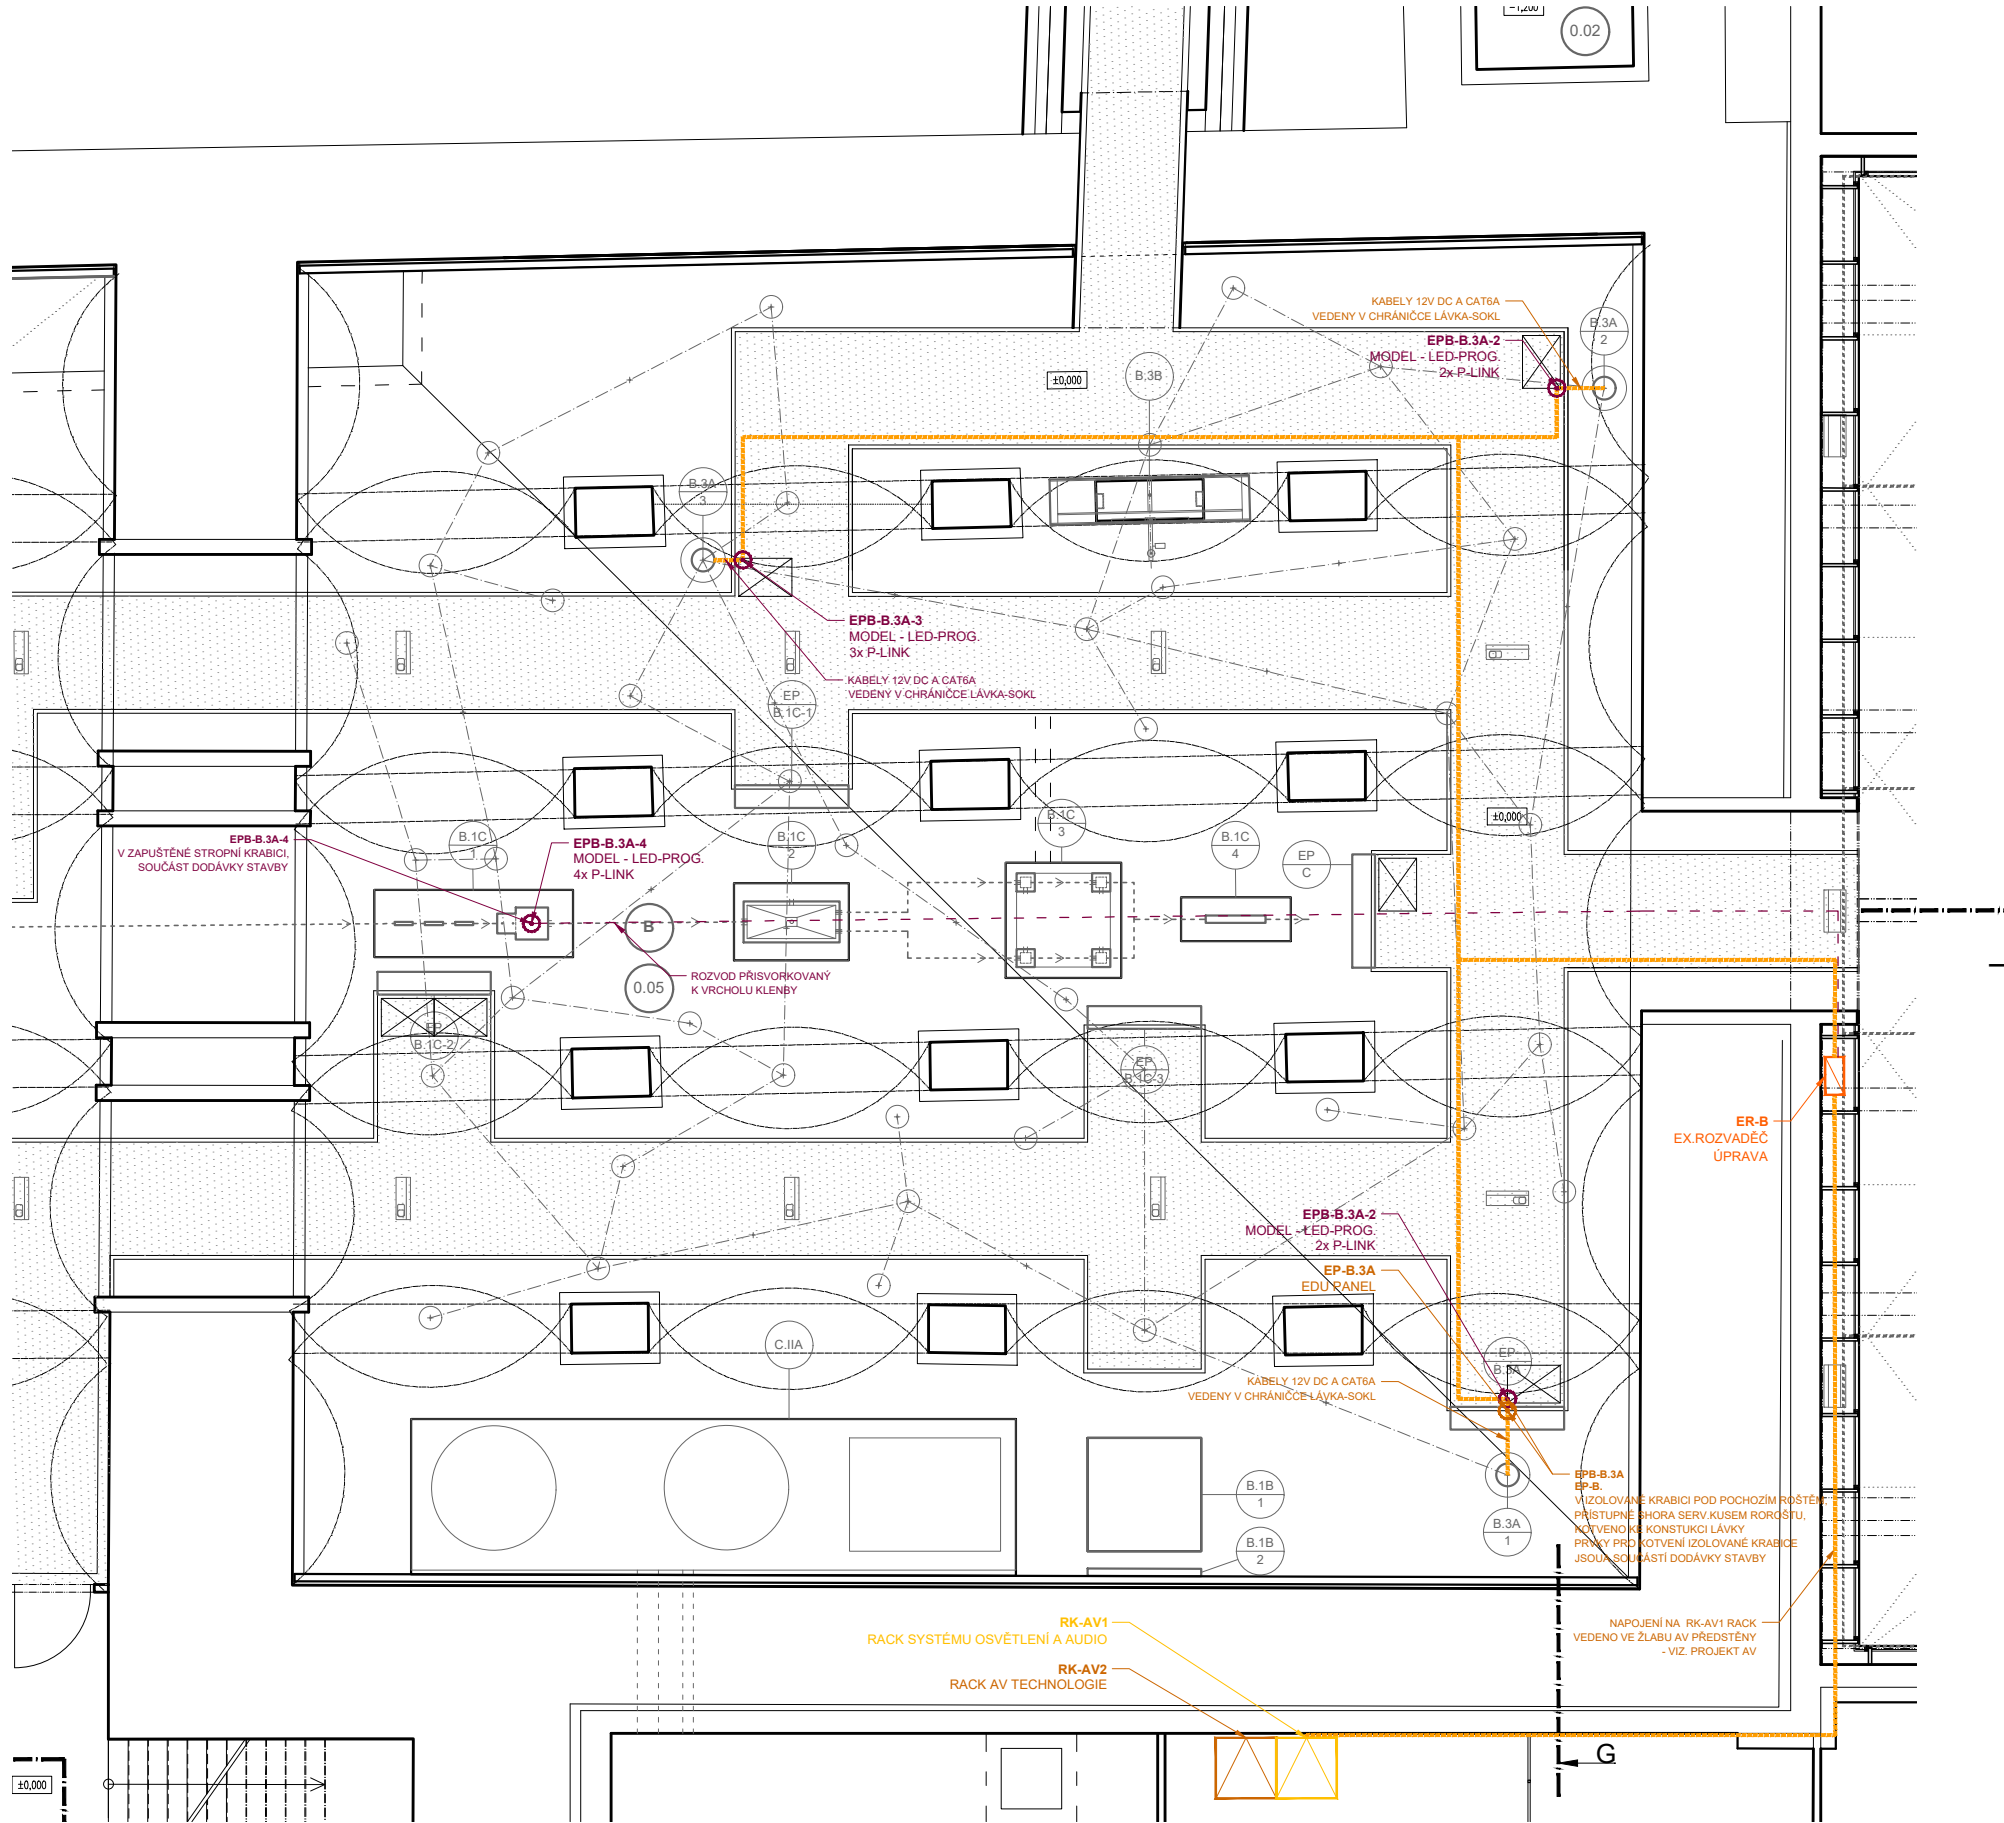 -1,200
0.02
KABELY 12V DC A CAT6A
VEDENY V CHRÁNIČCE LÁVKA-SOKL
B.3A
2
EPB-B.3A-2
MODEL - LED-PROG.
2x P-LINK
±0,000
B.3B
B.3A
3
EPB-B.3A-3
MODEL - LED-PROG.
3x P-LINK
KABELY 12V DC A CAT6A
VEDENY V CHRÁNIČCE LÁVKA-SOKL
EP
B.1C-1
±0,000
EPB-B.3A-4
V ZAPUŠTĚNÉ STROPNÍ KRABICI,
SOUČÁST DODÁVKY STAVBY
B.1C
1
EPB-B.3A-4
MODEL - LED-PROG.
4x P-LINK
B.1C
2
B.1C
3
B.1C
4
EP
C
B
0.05
ROZVOD PŘISVORKOVANÝ
K VRCHOLU KLENBY
EP
B.1C-2
EP
B.1C-3
ER-B
EX.ROZVADĚČ
ÚPRAVA
EPB-B.3A-2
MODEL - LED-PROG.
2x P-LINK
EP-B.3A
EDU PANEL
C.IIA
EP
B.3A
KABELY 12V DC A CAT6A
VEDENY V CHRÁNIČCE LÁVKA-SOKL
B.1B
1
B.1B
2
B.3A
1
EPB-B.3A
EP-B.
V IZOLOVANÉ KRABICI POD POCHOZÍM ROŠTĚM,
PŘÍSTUPNÉ SHORA SERV.KUSEM ROROŠTU,
KOTVENO KE KONSTUKCI LÁVKY
PRVKY PRO KOTVENÍ IZOLOVANÉ KRABICE
JSOUA SOUČÁSTÍ DODÁVKY STAVBY
RK-AV1
RACK SYSTÉMU OSVĚTLENÍ A AUDIO
RK-AV2
RACK AV TECHNOLOGIE
NAPOJENÍ NA RK-AV1 RACK
VEDENO VE ŽLABU AV PŘEDSTĚNY
- VIZ. PROJEKT AV
G
±0,000